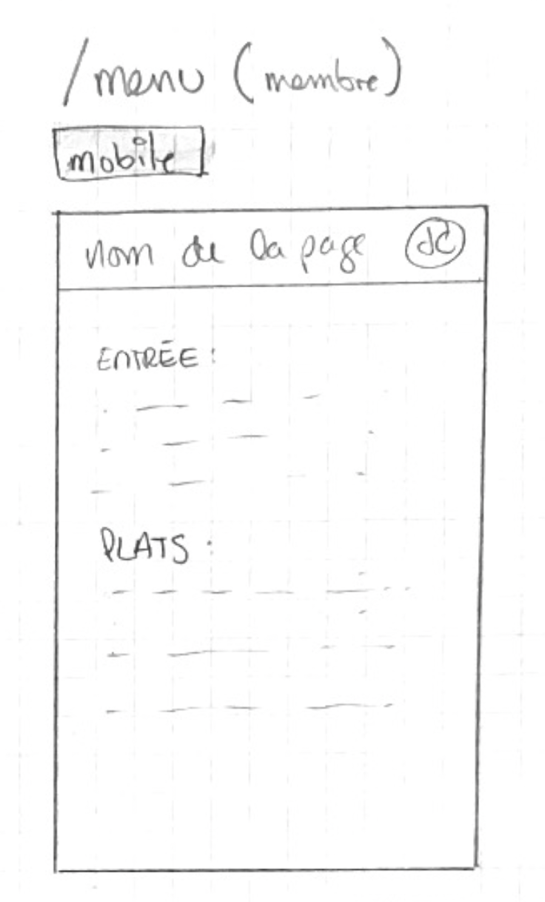 /menu (membre)
mobile
nom de la page JC
ENTRÉE :
PLATS :